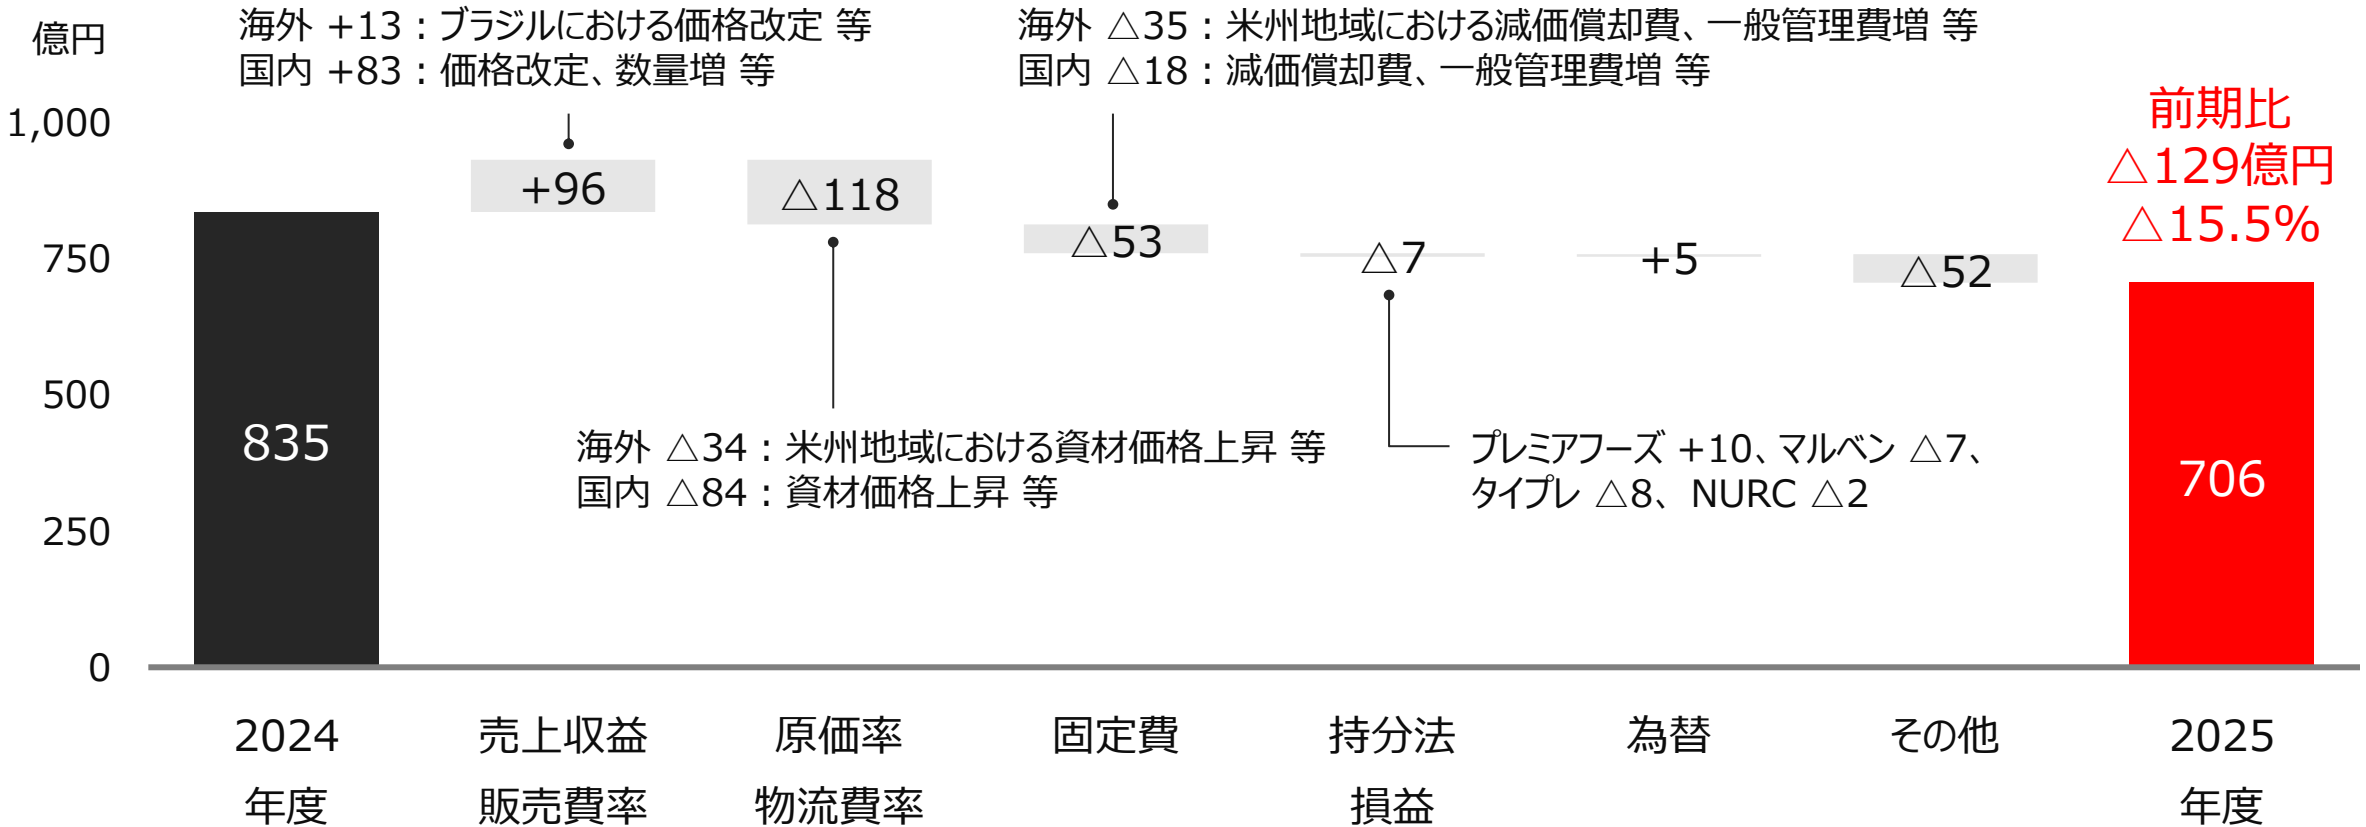 億円
海外 +13：ブラジルにおける価格改定 等
国内 +83：価格改定、数量増 等
海外 △35：米州地域における減価償却費、一般管理費増 等
国内 △18：減価償却費、一般管理費増 等
前期比
△129億円
△15.5%
1,000
750
500
250
0
835
+96
△118
△53
△7
+5
△52
706
海外 △34：米州地域における資材価格上昇 等
国内 △84：資材価格上昇 等
プレミアフーズ +10、マルベン △7、
タイプレ △8、NURC △2
2024
年度
売上収益
販売費率
原価率
物流費率
固定費
持分法
損益
為替
その他
2025
年度